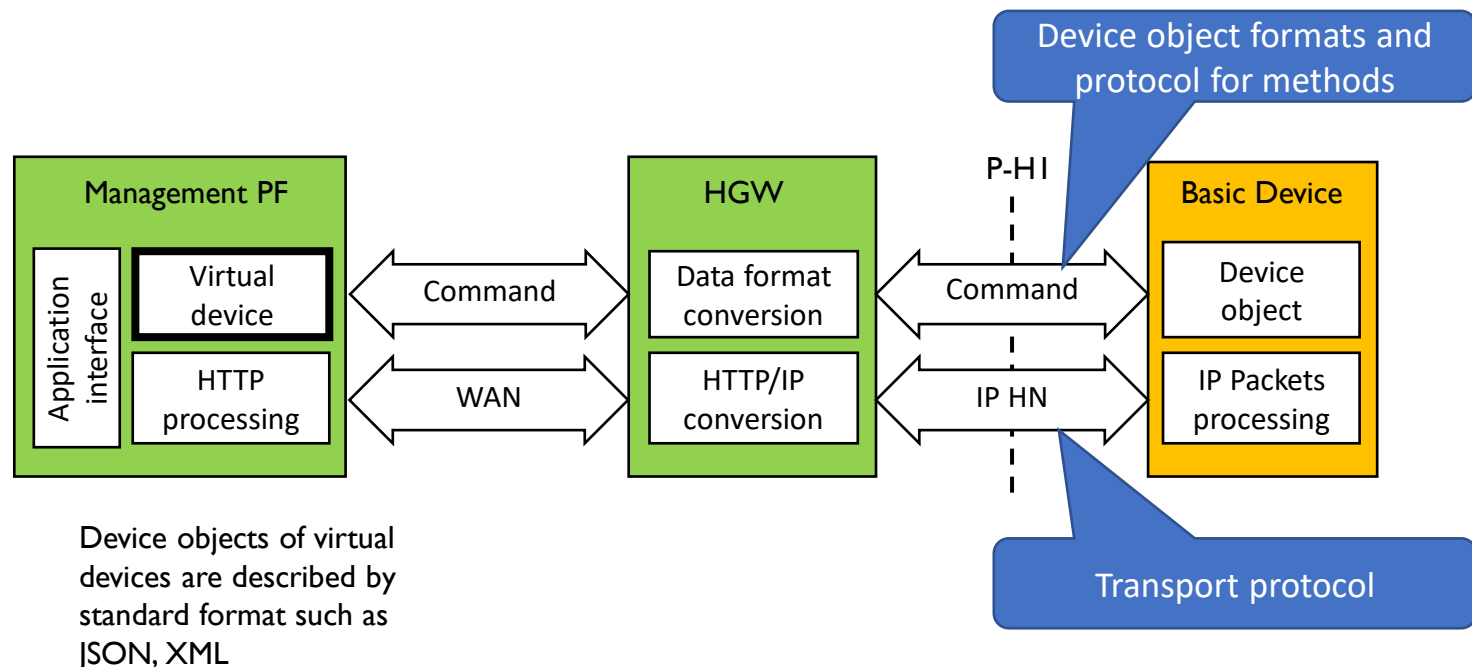 Device object formats and
protocol for methods
Management PF
Application
interface
Virtual
device
HTTP
processing
Command
WAN
HGW
Data format
conversion
HTTP/IP
conversion
P-H1
Command
IP HN
Basic Device
Device
object
IP Packets
processing
Device objects of virtual
devices are described by
standard format such as
JSON, XML
Transport protocol